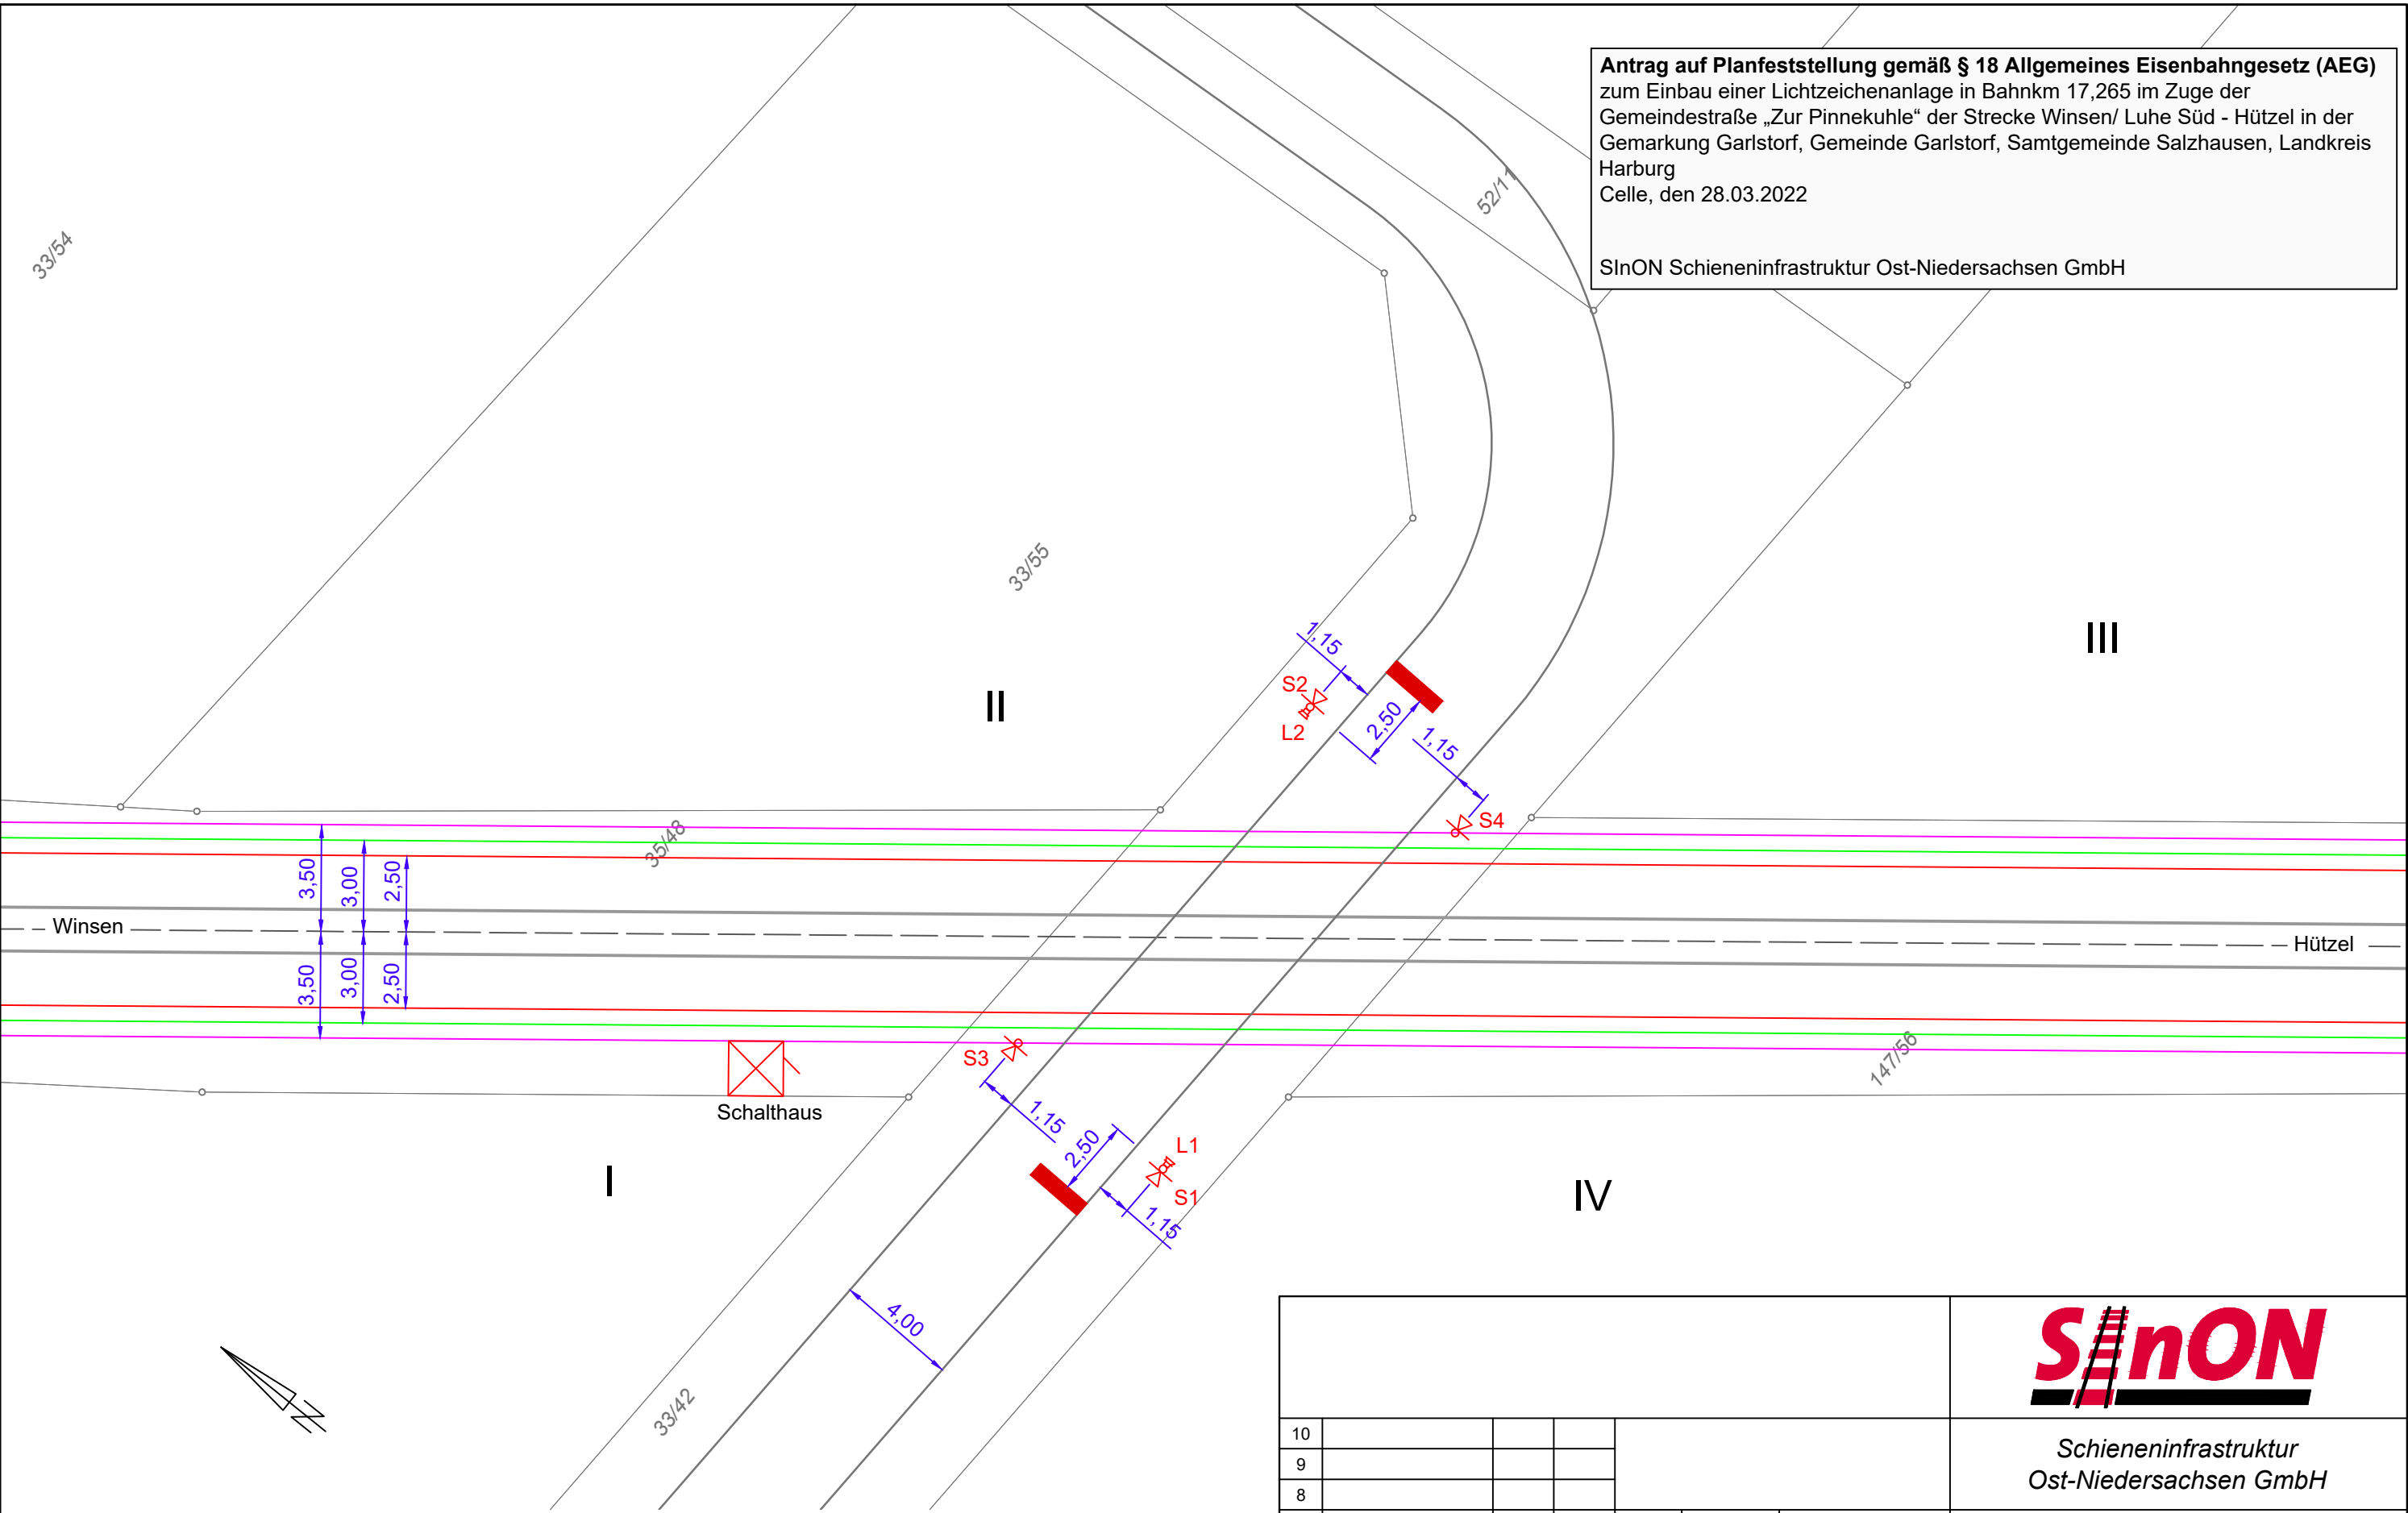 Antrag auf Planfeststellung gemäß § 18 Allgemeines Eisenbahngesetz (AEG)
zum Einbau einer Lichtzeichenanlage in Bahnkm 17,265 im Zuge der
Gemeindestraße „Zur Pinnekuhle“ der Strecke Winsen/ Luhe Süd - Hützel in der
Gemarkung Garlstorf, Gemeinde Garlstorf, Samtgemeinde Salzhausen, Landkreis
Harburg
Celle, den 28.03.2022
SInON Schieneninfrastruktur Ost-Niedersachsen GmbH
52/11
33/54
33/55
III
II
1,15
S2
L2
2,50
1,15
S4
35/48
3,50
3,00
2,50
Winsen
Hützel
3,50
3,00
2,50
S3
147/56
Schalthaus
1,15
2,50
L1
S1
1,15
I
IV
4,00
33/42
N
SInON
10
9
8
Schieneninfrastruktur
Ost-Niedersachsen GmbH